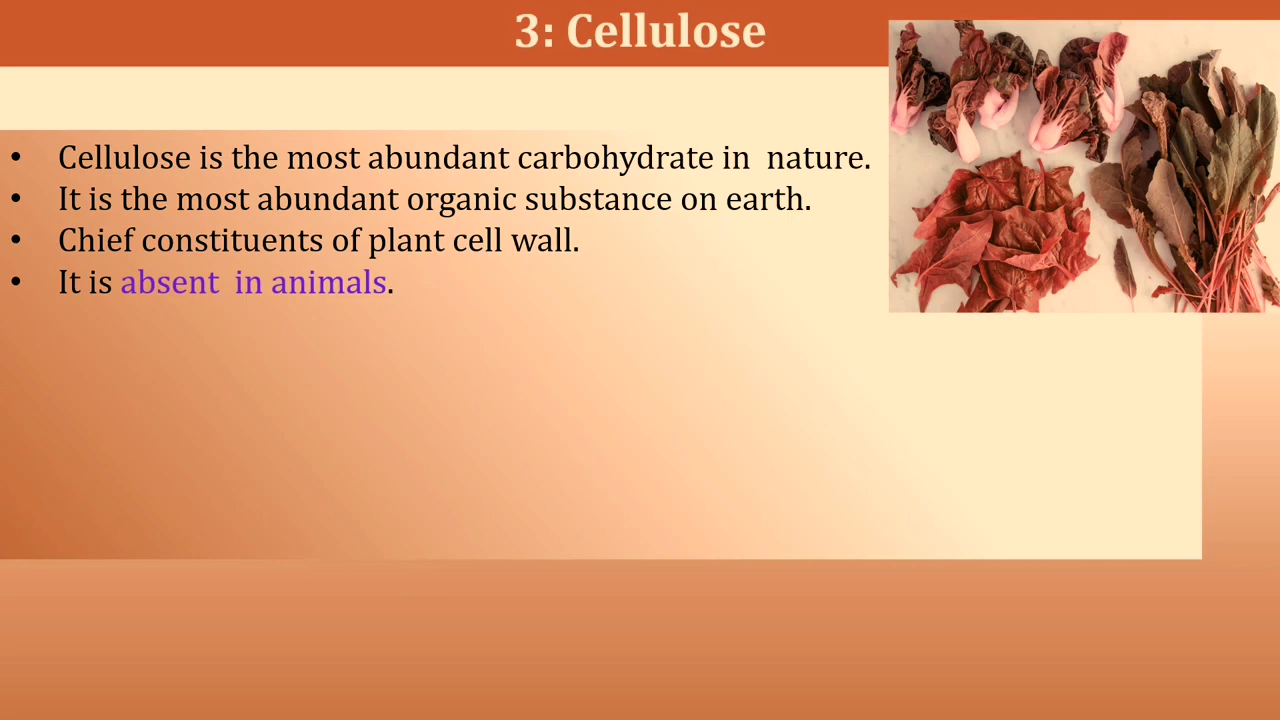 3: Cellulose
• Cellulose is the most abundant carbohydrate in  nature.
• It is the most abundant organic substance on earth.
• Chief constituents of plant cell wall.
• It is absent  in animals.